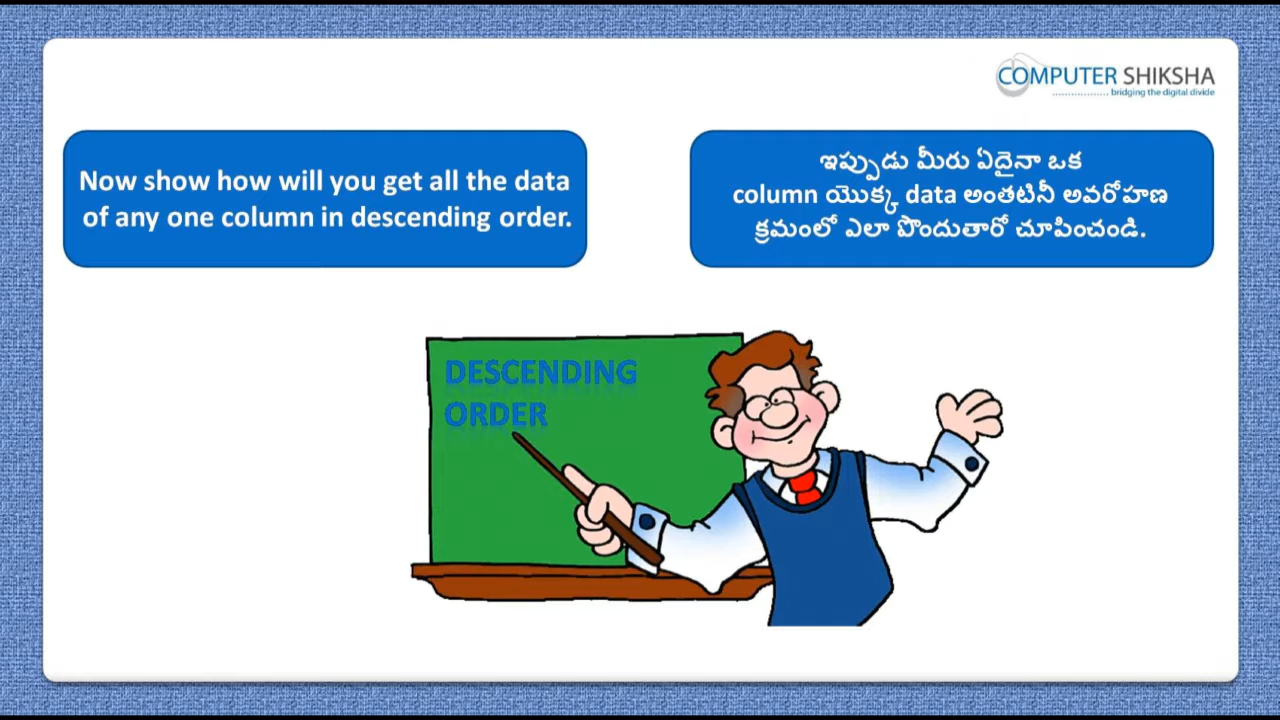 COMPUTER SHIKSHA
bridging the digital divide
Now show how will you get all the data
of any one column in descending order.
ఇప్పుడు మీరు ఏదైనా ఒక
column యొక్క data అంతటినీ అవరోహణ
క్రమంలో ఎలా పొందుతారో చూపించండి.
DESCENDING
ORDER